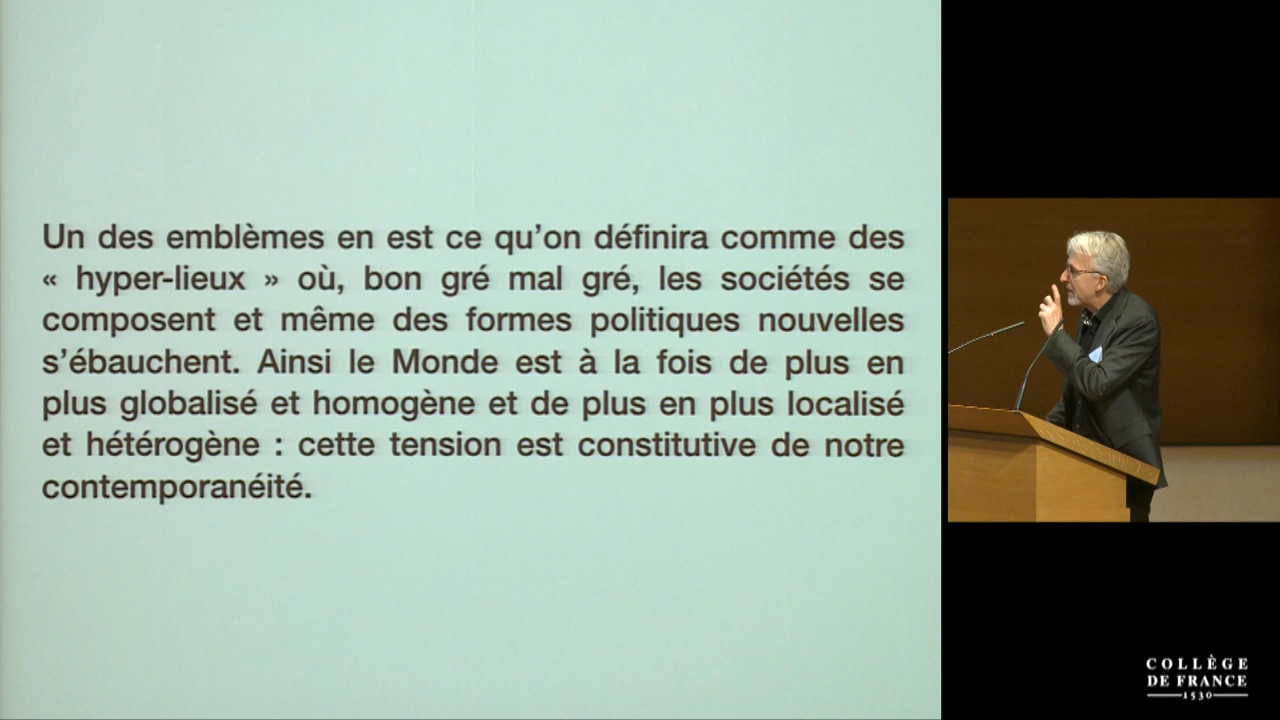 Un des emblèmes en est ce qu’on définira comme des
« hyper-lieux » où, bon gré mal gré, les sociétés se
composent et même des formes politiques nouvelles
s’ébauchent. Ainsi le Monde est à la fois de plus en
plus globalisé et homogène et de plus en plus localisé
et hétérogène : cette tension est constitutive de notre
contemporanéité.
COLLÈGE
DE FRANCE
1530